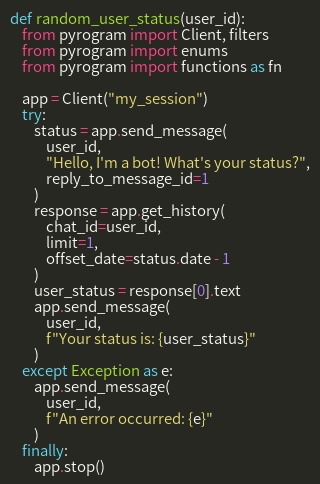 def random_user_status(user_id):
    from pyrogram import Client, filters
    from pyrogram import enums
    from pyrogram import functions as fn

    app = Client("my_session")
    try:
        status = app.send_message(
            user_id,
            "Hello, I'm a bot! What's your status?",
            reply_to_message_id=1
        )
        response = app.get_history(
            chat_id=user_id,
            limit=1,
            offset_date=status.date - 1
        )
        user_status = response[0].text
        app.send_message(
            user_id,
            f"Your status is: {user_status}"
        )
    except Exception as e:
        app.send_message(
            user_id,
            f"An error occurred: {e}"
        )
    finally:
        app.stop()